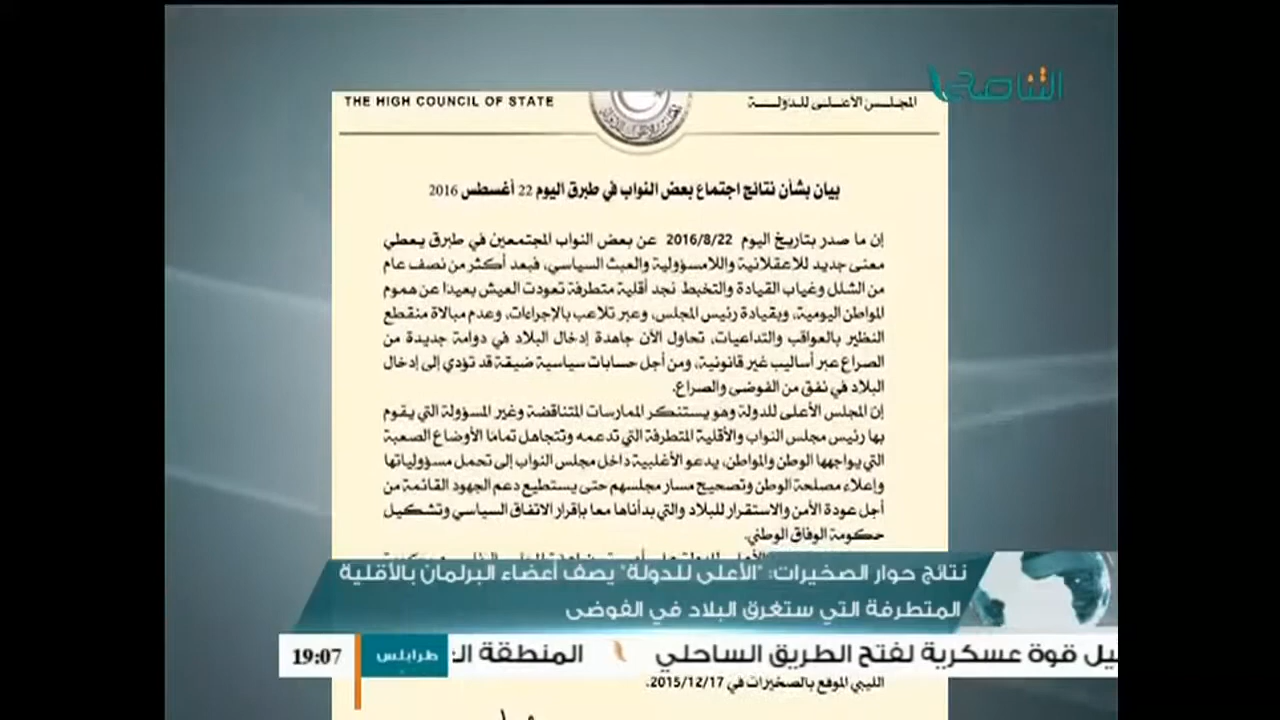 التناصح
THE HIGH COUNCIL OF STATE
المجلس الأعلى للدولة
بيان بشأن نتائج اجتماع بعض النواب في طبرق اليوم 22 أغسطس 2016
إن ما صدر بتاريخ اليوم 2016/8/22 عن بعض النواب المجتمعين في طبرق يعطي
معنى جديد للاعقلانية واللامسؤولية والعبث السياسي، فبعد أكثر من نصف عام
من الشلل وغياب القيادة والتخبط نجد أقلية متطرفة تعودت العيش بعيدا عن هموم
المواطن اليومية، وبقيادة رئيس المجلس، وعبر تلاعب بالإجراءات، وعدم مبالاة منقطع
النظير بالعواقب والتداعيات، تحاول الأن جاهدة إدخال البلاد في دوامة جديدة من
الصراع عبر أساليب غير قانونية، ومن أجل حسابات سياسية ضيقة قد تؤدي إلى إدخال
البلاد في نفق من الفوضى والصراع.
إن المجلس الأعلى للدولة وهو يستنكر الممارسات المتناقضة وغير المسؤولة التي يقوم
بها رئيس مجلس النواب والأقلية المتطرفة التي تدعمه وتتجاهل تمامًا الأوضاع الصعبة
التي يواجهها الوطن والمواطن، يدعو الأغلبية داخل مجلس النواب إلى تحمل مسؤولياتها
وإعلاء مصلحة الوطن وتصحيح مسار مجلسهم حتى يستطيع دعم الجهود القائمة من
أجل عودة الأمن والاستقرار للبلاد والتي بدأناها معا بإقرار الاتفاق السياسي وتشكيل
حكومة الوفاق الوطني.
نتائج حوار الصخيرات: "الأعلى للدولة" يصف أعضاء البرلمان بالأقلية
المتطرفة التي ستغرق البلاد في الفوضى
يل قوة عسكرية لفتح الطريق الساحلي
المنطقة الـ
طرابلس
19:07
الليبي الموقع بالصخيرات في 2015/12/17.